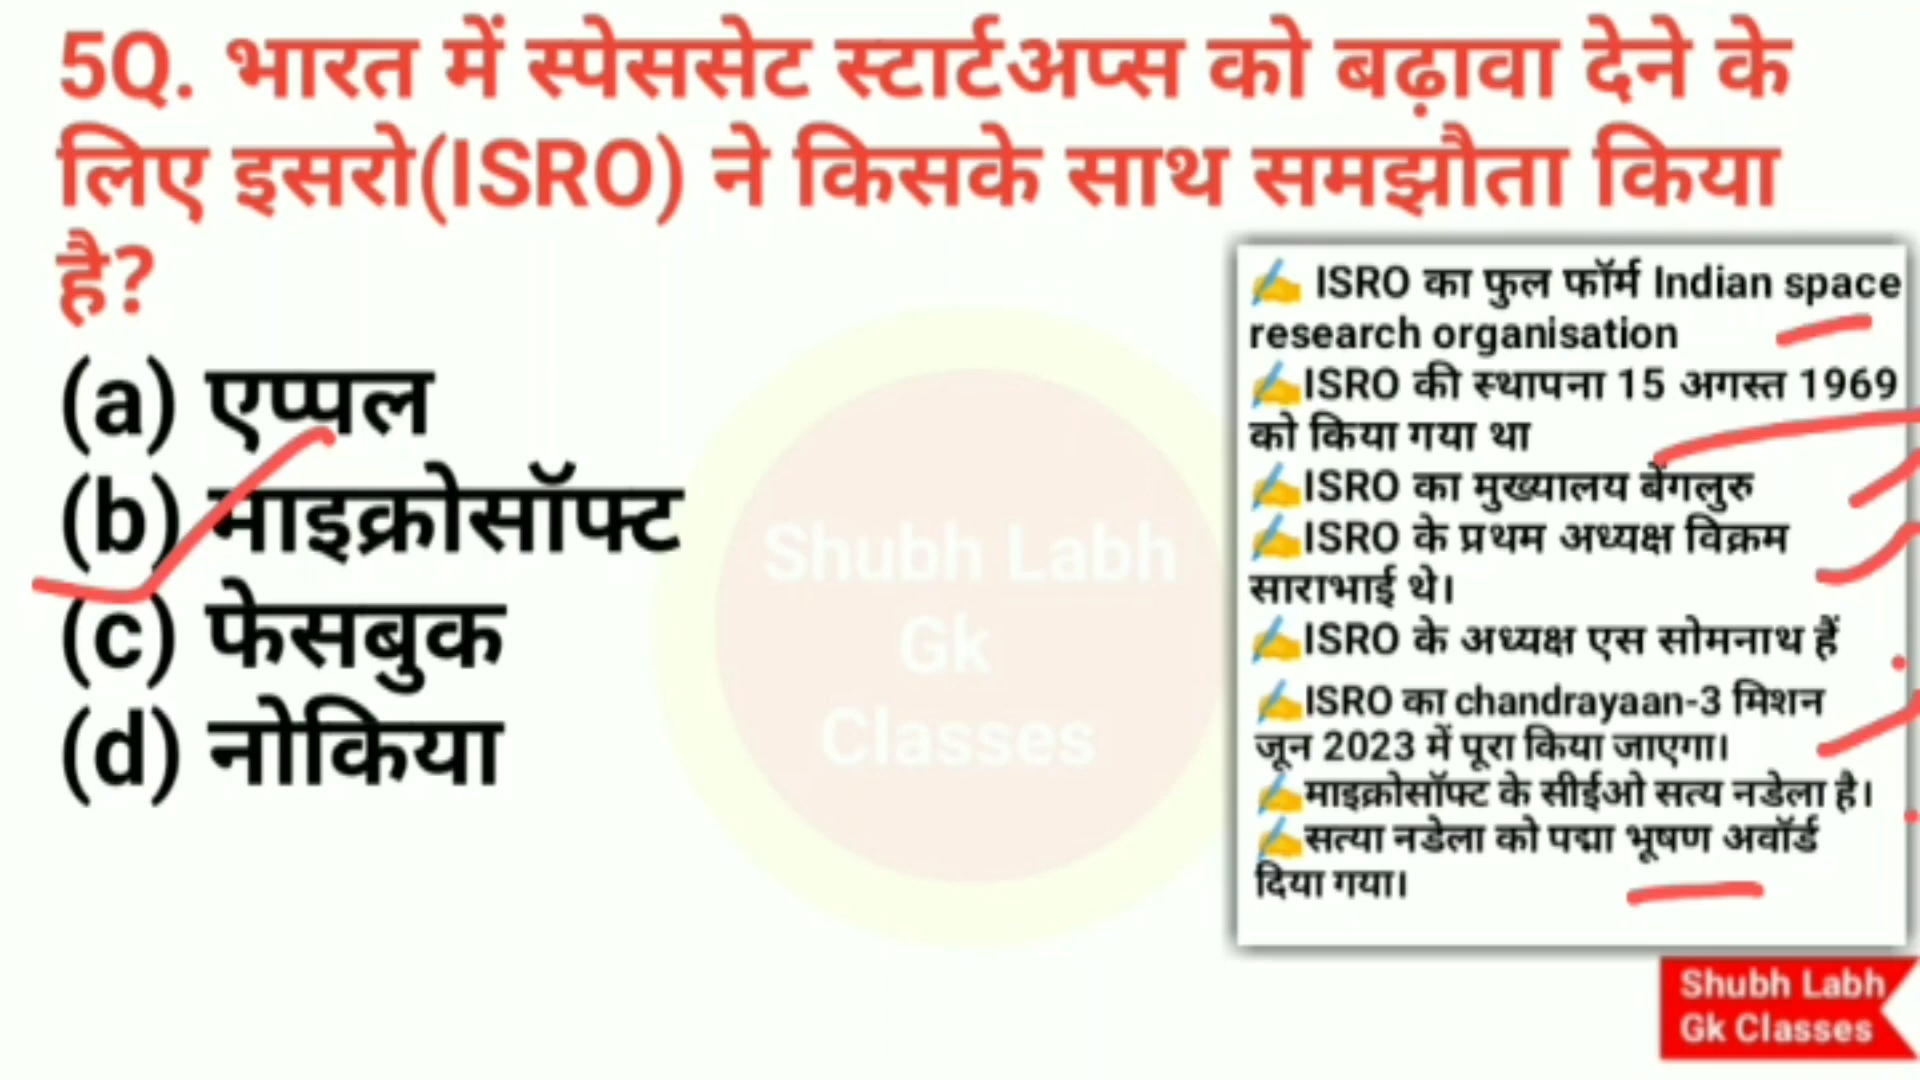 5Q. भारत में स्पेससेट स्टार्टअप्स को बढ़ावा देने के
लिए इसरो(ISRO) ने किसके साथ समझौता किया
है?
(a) एप्पल
(b) माइक्रोसॉफ्ट
(c) फेसबुक
(d) नोकिया
✍ ISRO का फुल फॉर्म Indian space
research organisation
✍ISRO की स्थापना 15 अगस्त 1969
को किया गया था
✍ISRO का मुख्यालय बेंगलुरु
✍ISRO के प्रथम अध्यक्ष विक्रम
साराभाई थे।
✍ISRO के अध्यक्ष एस सोमनाथ हैं
✍ISRO का chandrayaan-3 मिशन
जून 2023 में पूरा किया जाएगा।
✍माइक्रोसॉफ्ट के सीईओ सत्य नडेला है।
✍सत्या नडेला को पद्मा भूषण अवॉर्ड
दिया गया।
Shubh Labh
Gk
Classes
Shubh Labh
Gk Classes